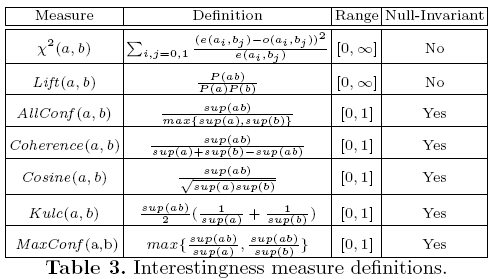 Measure Definition Range Null-Invariant
χ²(a, b) ∑_{i,j=0,1} (e(a_i,b_j)−o(a_i,b_j))² / e(a_i,b_j) [0, ∞] No
Lift(a, b) P(ab) / P(a)P(b) [0, ∞] No
AllConf(a, b) sup(ab) / max{sup(a),sup(b)} [0, 1] Yes
Coherence(a, b) sup(ab) / sup(a)+sup(b)−sup(ab) [0, 1] Yes
Cosine(a, b) sup(ab) / √sup(a)sup(b) [0, 1] Yes
Kulc(a, b) sup(ab) / 2 (1 / sup(a) + 1 / sup(b)) [0, 1] Yes
MaxConf(a,b) max{sup(ab) / sup(a), sup(ab) / sup(b)} [0, 1] Yes
Table 3. Interestingness measure definitions.